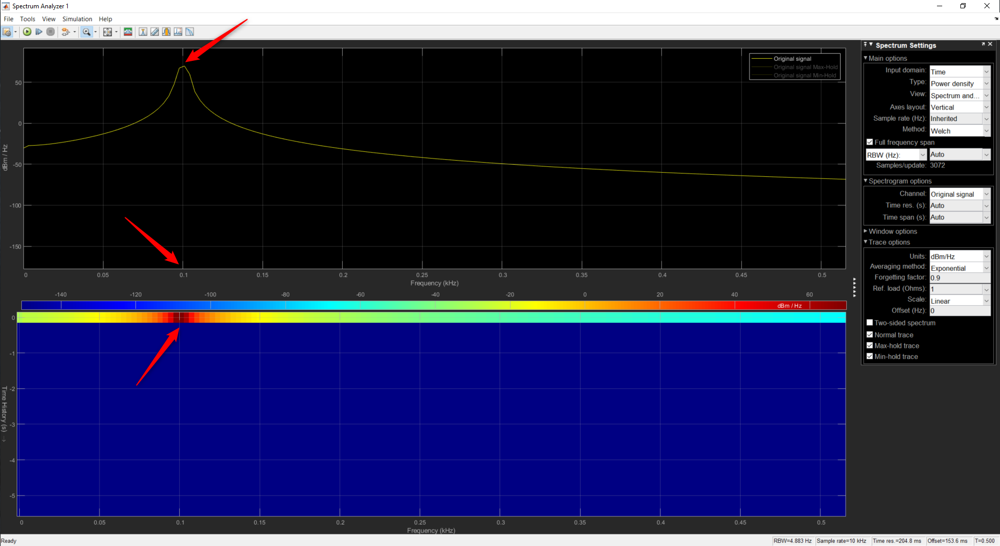 Spectrum Analyzer 1
File Tools View Simulation Help
Original signal
Original signal Max-Hold
Original signal Min-Hold
50
0
-50
-100
-150
dBm / Hz
0 0.05 0.1 0.15 0.2 0.25 0.3 0.35 0.4 0.45 0.5
Frequency (kHz)
-140 -120 -100 -80 -60 -40 -20 0 20 40 60
dBm / Hz
0
-1
-2
-3
-4
-5
Time History (s) →
0 0.05 0.1 0.15 0.2 0.25 0.3 0.35 0.4 0.45 0.5
Frequency (kHz)
Spectrum Settings
Main options
Input domain: Time
Type: Power density
View: Spectrum and...
Axes layout: Vertical
Sample rate (Hz): Inherited
Method: Welch
Full frequency span
RBW (Hz): Auto
Samples/update: 3072
Spectrogram options
Channel: Original signal
Time res. (s): Auto
Time span (s): Auto
Window options
Trace options
Units: dBm/Hz
Averaging method: Exponential
Forgetting factor: 0.9
Ref. load (Ohms): 1
Scale: Linear
Offset (Hz): 0
Two-sided spectrum
Normal trace
Max-hold trace
Min-hold trace
Ready RBW=4.883 Hz Sample rate=10 kHz Time res.=204.8 ms Offset=153.6 ms T=0.500